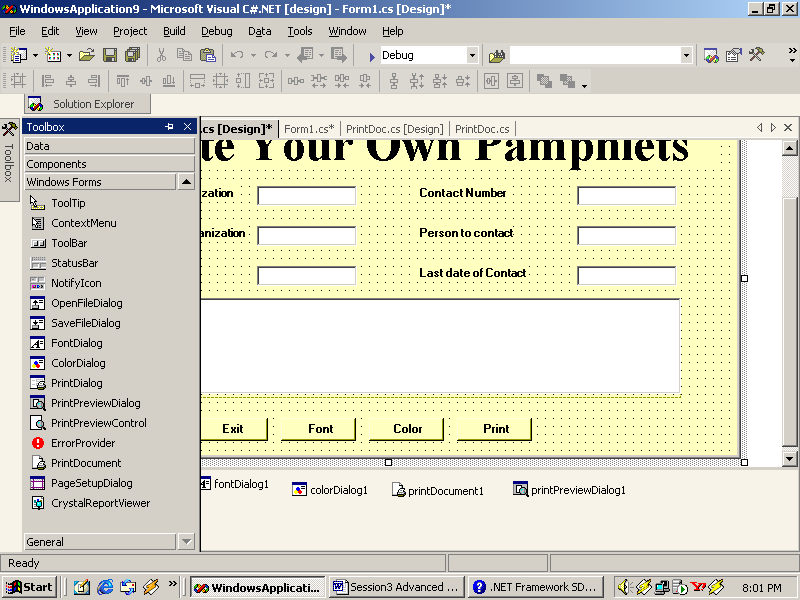 WindowsApplication9 - Microsoft Visual C#.NET [design] - Form1.cs [Design]*
File Edit View Project Build Debug Data Tools Window Help
Debug
Solution Explorer
Toolbox
Toolbox
.cs [Design]* Form1.cs* PrintDoc.cs [Design] PrintDoc.cs
Data
Components
Windows Forms
ToolTip
ContextMenu
ToolBar
StatusBar
NotifyIcon
OpenFileDialog
SaveFileDialog
FontDialog
ColorDialog
PrintDialog
PrintPreviewDialog
PrintPreviewControl
ErrorProvider
PrintDocument
PageSetupDialog
CrystalReportViewer
General
te Your Own Pamphlets
zation Contact Number
anization Person to contact
Last date of Contact
Exit Font Color Print
fontDialog1 colorDialog1 printDocument1 printPreviewDialog1
Ready
Start WindowsApplicati... Session3 Advanced ... .NET Framework SD... 8:01 PM